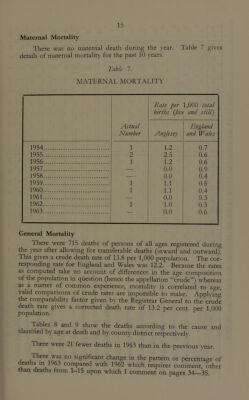 15
Maternal Mortality
There was no maternal death during the year. Table 7 gives
details of maternal mortality for the past 10 years.
Table 7.
MATERNAL MORTALITY
Rate per 1,000 total
births (live and still)
Actual Number Anglesey England and Wales
1954 1 1.2 0.7
1955 2 2.5 0.6
1956 1 1.2 0.6
1957 — 0.0 0.9
1958 — 0.0 0.4
1959 1 1.1 0.8
1960 1 1.1 0.4
1961 — 0.0 0.3
1962 1 1.0 0.3
1963 — 0.0 0.6
General Mortality
There were 715 deaths of persons of all ages registered during
the year after allowing for transferable deaths (inward and outward).
This gives a crude death rate of 13.8 per 1,000 population. The cor-
responding rate for England and Wales was 12.2. Because the rates
as computed take no account of differences in the age composition
of the population in question (hence the appellation "crude") whereas
as a matter of common experience, mortality is correlated to age,
valid comparisons of crude rates are impossible to make. Applying
the comparability factor given by the Registrar General to the crude
death rate gives a corrected death rate of 13.2 per cent. per 1,000
population.
Tables 8 and 9 show the deaths according to the cause and
classified by age at death and by county district respectively.
There were 21 fewer deaths in 1963 than in the previous year.
There was no significant change in the pattern or percentage of
deaths in 1963 compared with 1962 which requires comment, other
than deaths from 1–15 upon which I comment on pages 34—35.